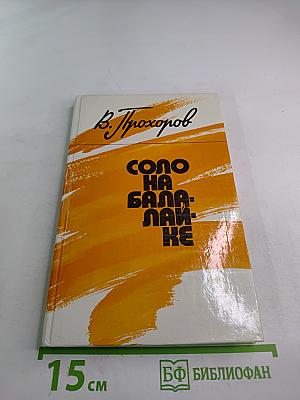 В. Прохоров
СОЛО
НА
БАЛА-
ЛАЙ-
КЕ
15 см
БФ БИБЛИОФАН